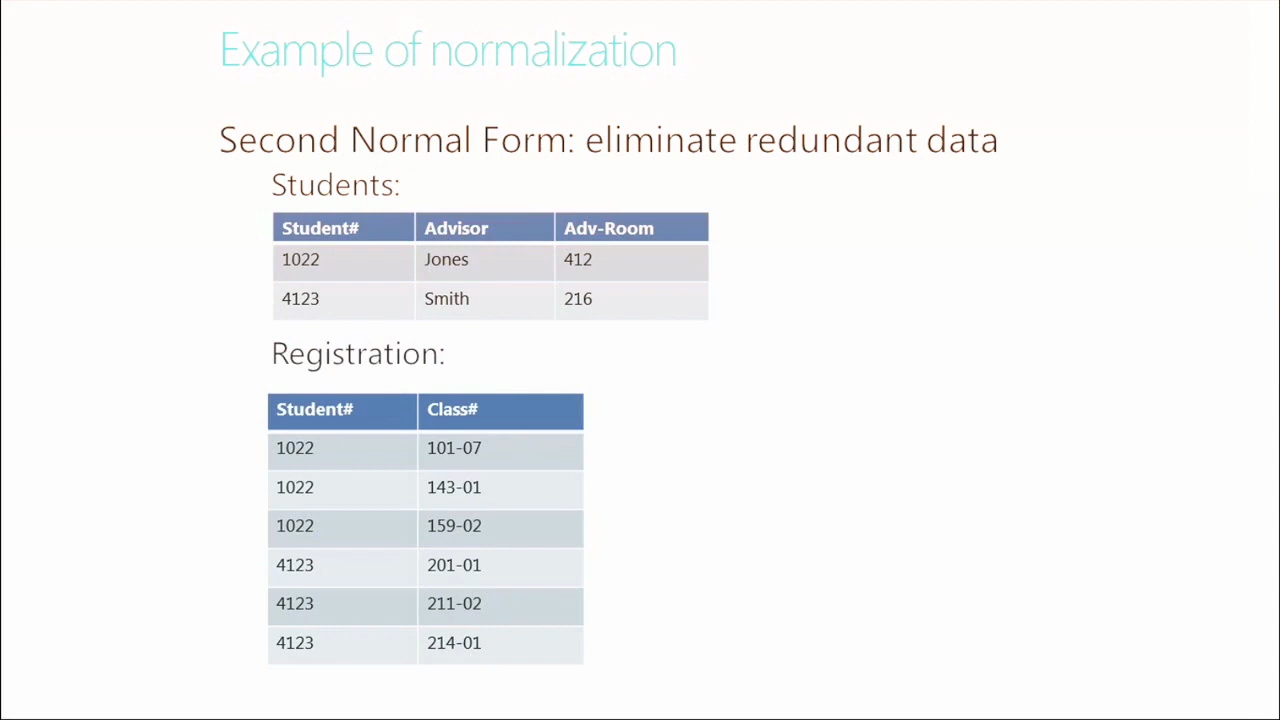 Example of normalization
Second Normal Form: eliminate redundant data
Students:
Student# Advisor Adv-Room
1022 Jones 412
4123 Smith 216
Registration:
Student# Class#
1022 101-07
1022 143-01
1022 159-02
4123 201-01
4123 211-02
4123 214-01